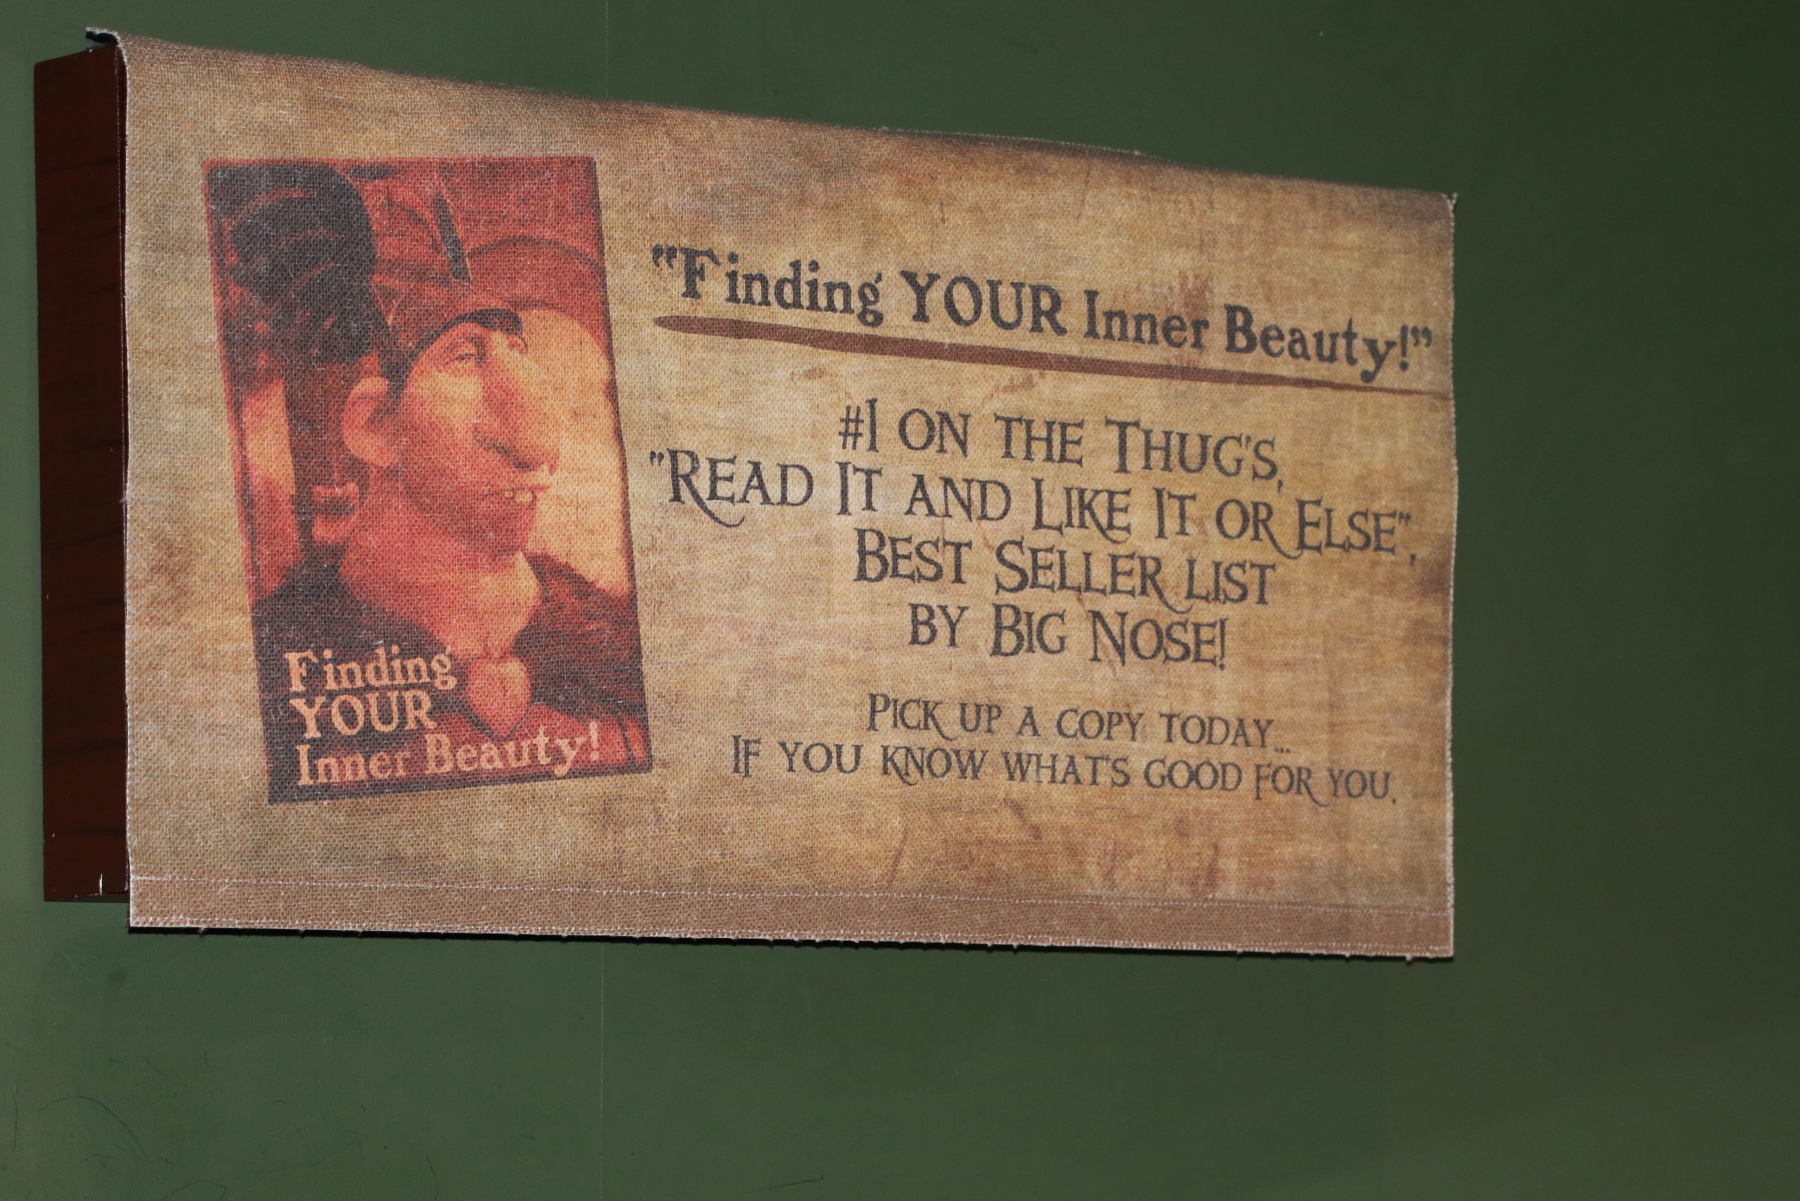 Finding
YOUR
Inner Beauty!
"Finding YOUR Inner Beauty!"
#1 ON THE THUG'S,
"READ IT AND LIKE IT OR ELSE",
BEST SELLER LIST
BY BIG NOSE!
PICK UP A COPY TODAY...
IF YOU KNOW WHAT'S GOOD FOR YOU.